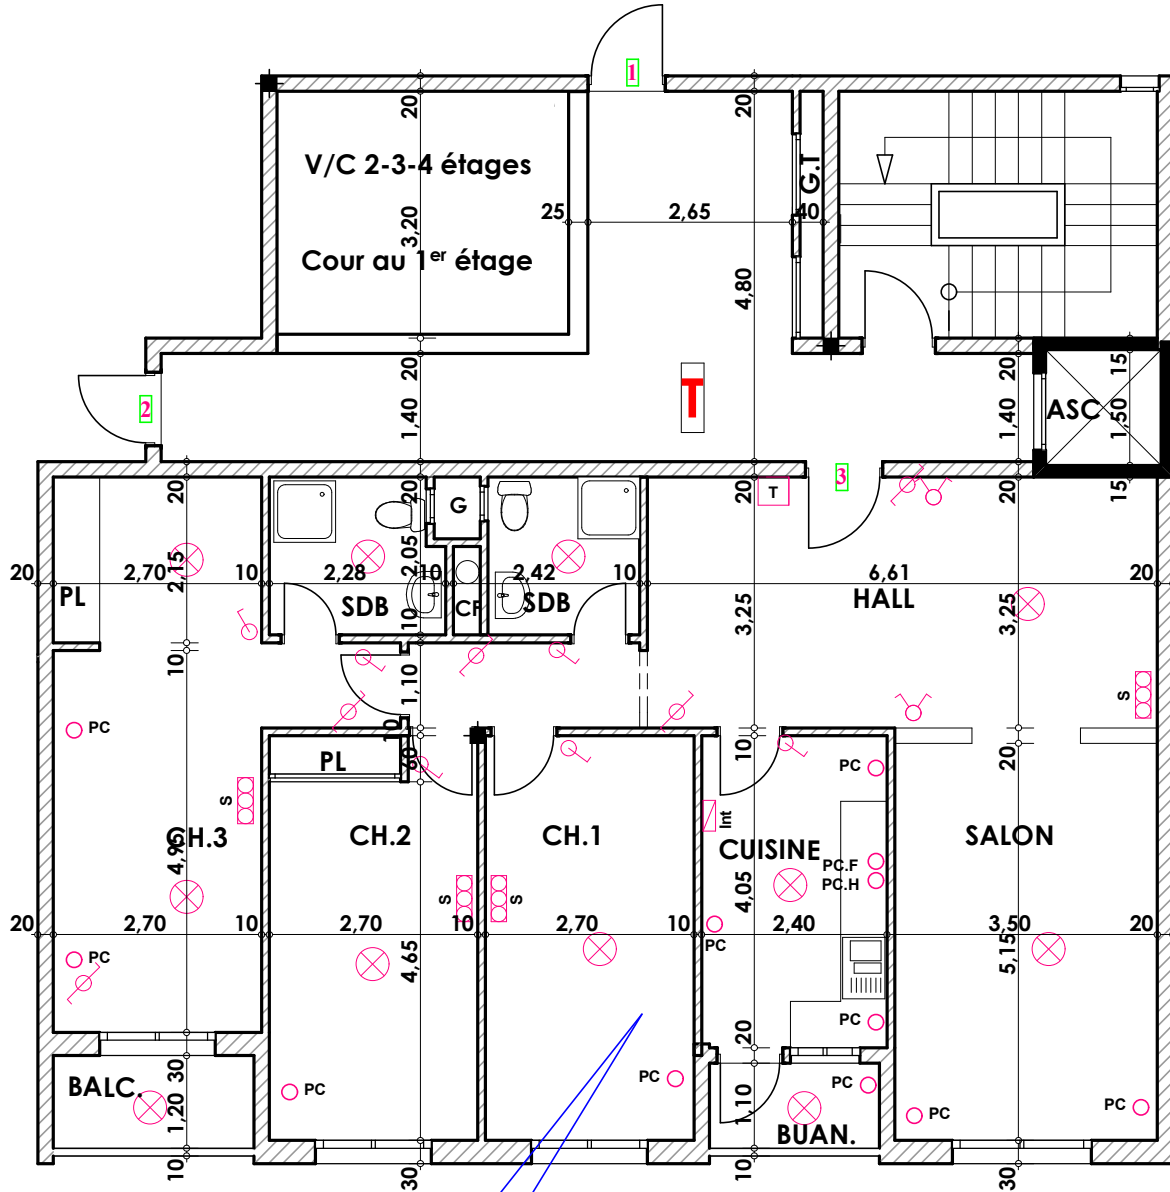 1
20
20
V/C 2-3-4 étages
G.T
25
2,65
40
3,20
Cour au 1er étage
4,80
20
20
15
T
2
1,40
1,40
ASC
1,50
3
20
20
20
20
15
G
T
2,15
2,05
20
2,70
10
2,28
10
2,42
10
6,61
20
PL
SDB
CF
SDB
HALL
3,25
3,25
10
10
1,10
S
PC
10
60
10
20
PL
PC
S
Int
CH.3
CH.2
CH.1
CUISINE
SALON
4,95
PC.F
PC.H
4,05
S
S
20
2,70
10
2,70
10
2,70
10
2,40
3,50
20
PC
4,65
5,15
PC
PC
20
30
BALC.
PC
PC
PC
PC
PC
1,20
1,10
BUAN.
10
30
10
30